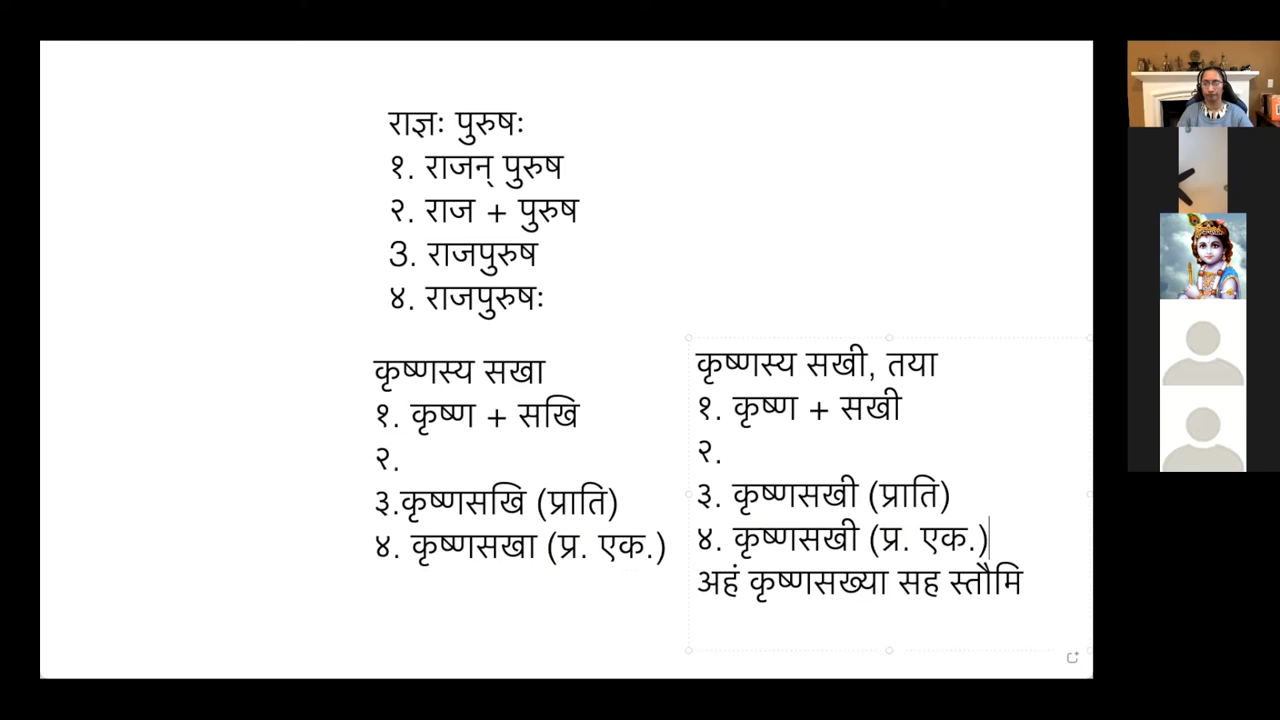 राज्ञः पुरुषः
१. राजन् पुरुष
२. राज + पुरुष
3. राजपुरुष
४. राजपुरुषः
कृष्णस्य सखा
१. कृष्ण + सखि
२.
३.कृष्णसखि (प्राति)
४. कृष्णसखा (प्र. एक.)
कृष्णस्य सखी, तया
१. कृष्ण + सखी
२.
३. कृष्णसखी (प्राति)
४. कृष्णसखी (प्र. एक.)
अहं कृष्णसख्या सह स्तौमि